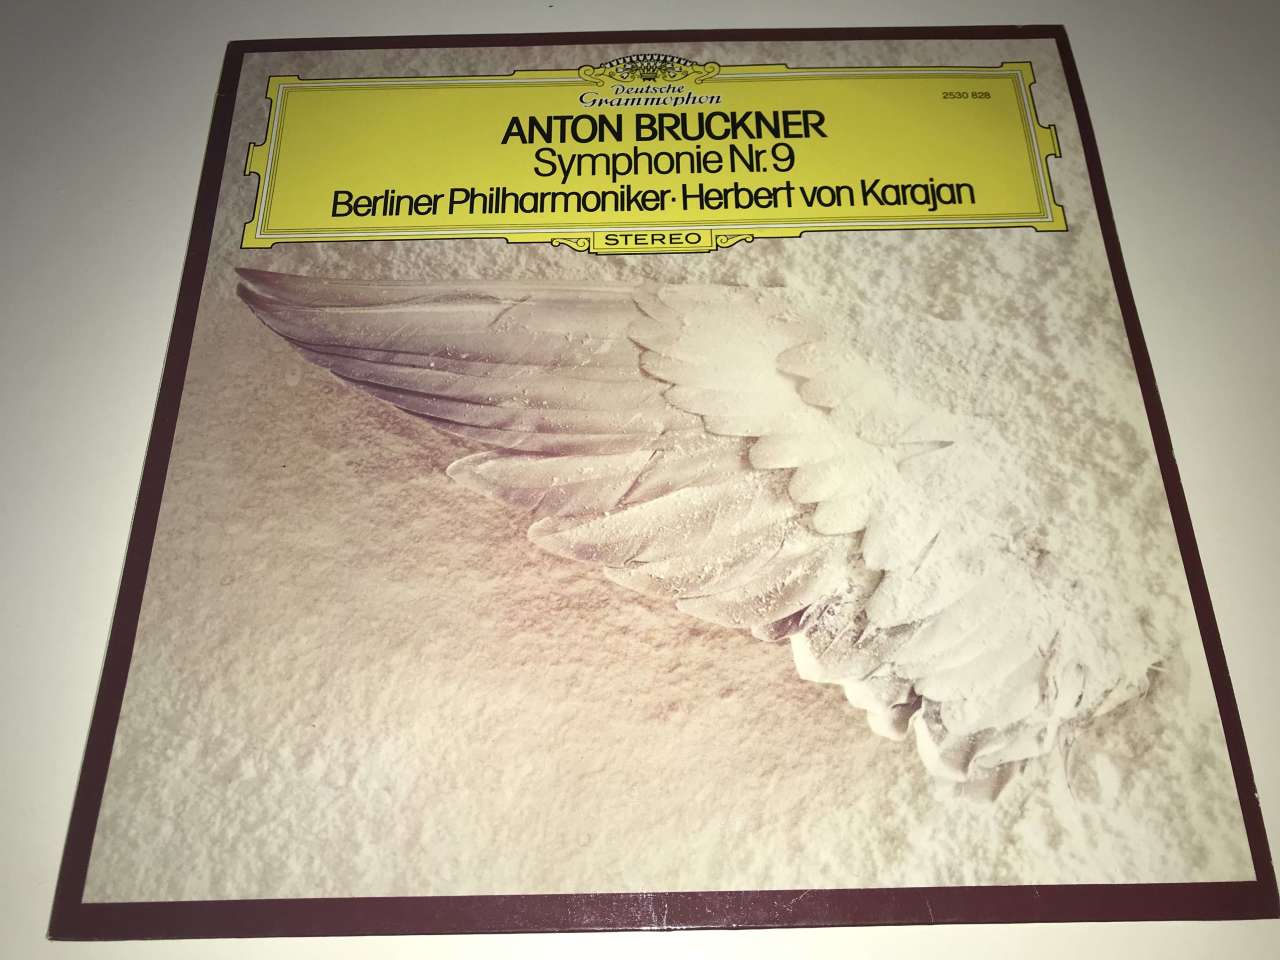 Deutsche
Grammophon
2530 828
ANTON BRUCKNER
Symphonie Nr. 9
Berliner Philharmoniker · Herbert von Karajan
STEREO